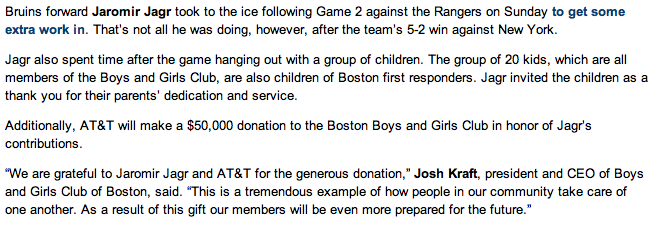 Bruins forward Jaromir Jagr took to the ice following Game 2 against the Rangers on Sunday to get some
extra work in. That's not all he was doing, however, after the team's 5-2 win against New York.
Jagr also spent time after the game hanging out with a group of children. The group of 20 kids, which are all
members of the Boys and Girls Club, are also children of Boston first responders. Jagr invited the children as a
thank you for their parents' dedication and service.
Additionally, AT&T will make a $50,000 donation to the Boston Boys and Girls Club in honor of Jagr's
contributions.
“We are grateful to Jaromir Jagr and AT&T for the generous donation,” Josh Kraft, president and CEO of Boys
and Girls Club of Boston, said. “This is a tremendous example of how people in our community take care of
one another. As a result of this gift our members will be even more prepared for the future.”